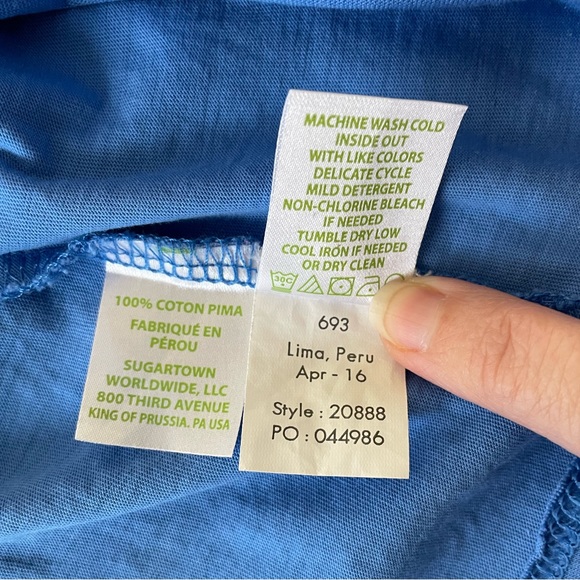 MACHINE WASH COLD
INSIDE OUT
WITH LIKE COLORS
DELICATE CYCLE
MILD DETERGENT
NON-CHLORINE BLEACH
IF NEEDED
TUMBLE DRY LOW
COOL IRON IF NEEDED
OR DRY CLEAN
30C
693
Lima, Peru
Apr - 16
Style : 20888
PO : 044986
100% COTON PIMA
FABRIQUÉ EN
PÉROU
SUGARTOWN
WORLDWIDE, LLC
800 THIRD AVENUE
KING OF PRUSSIA. PA USA